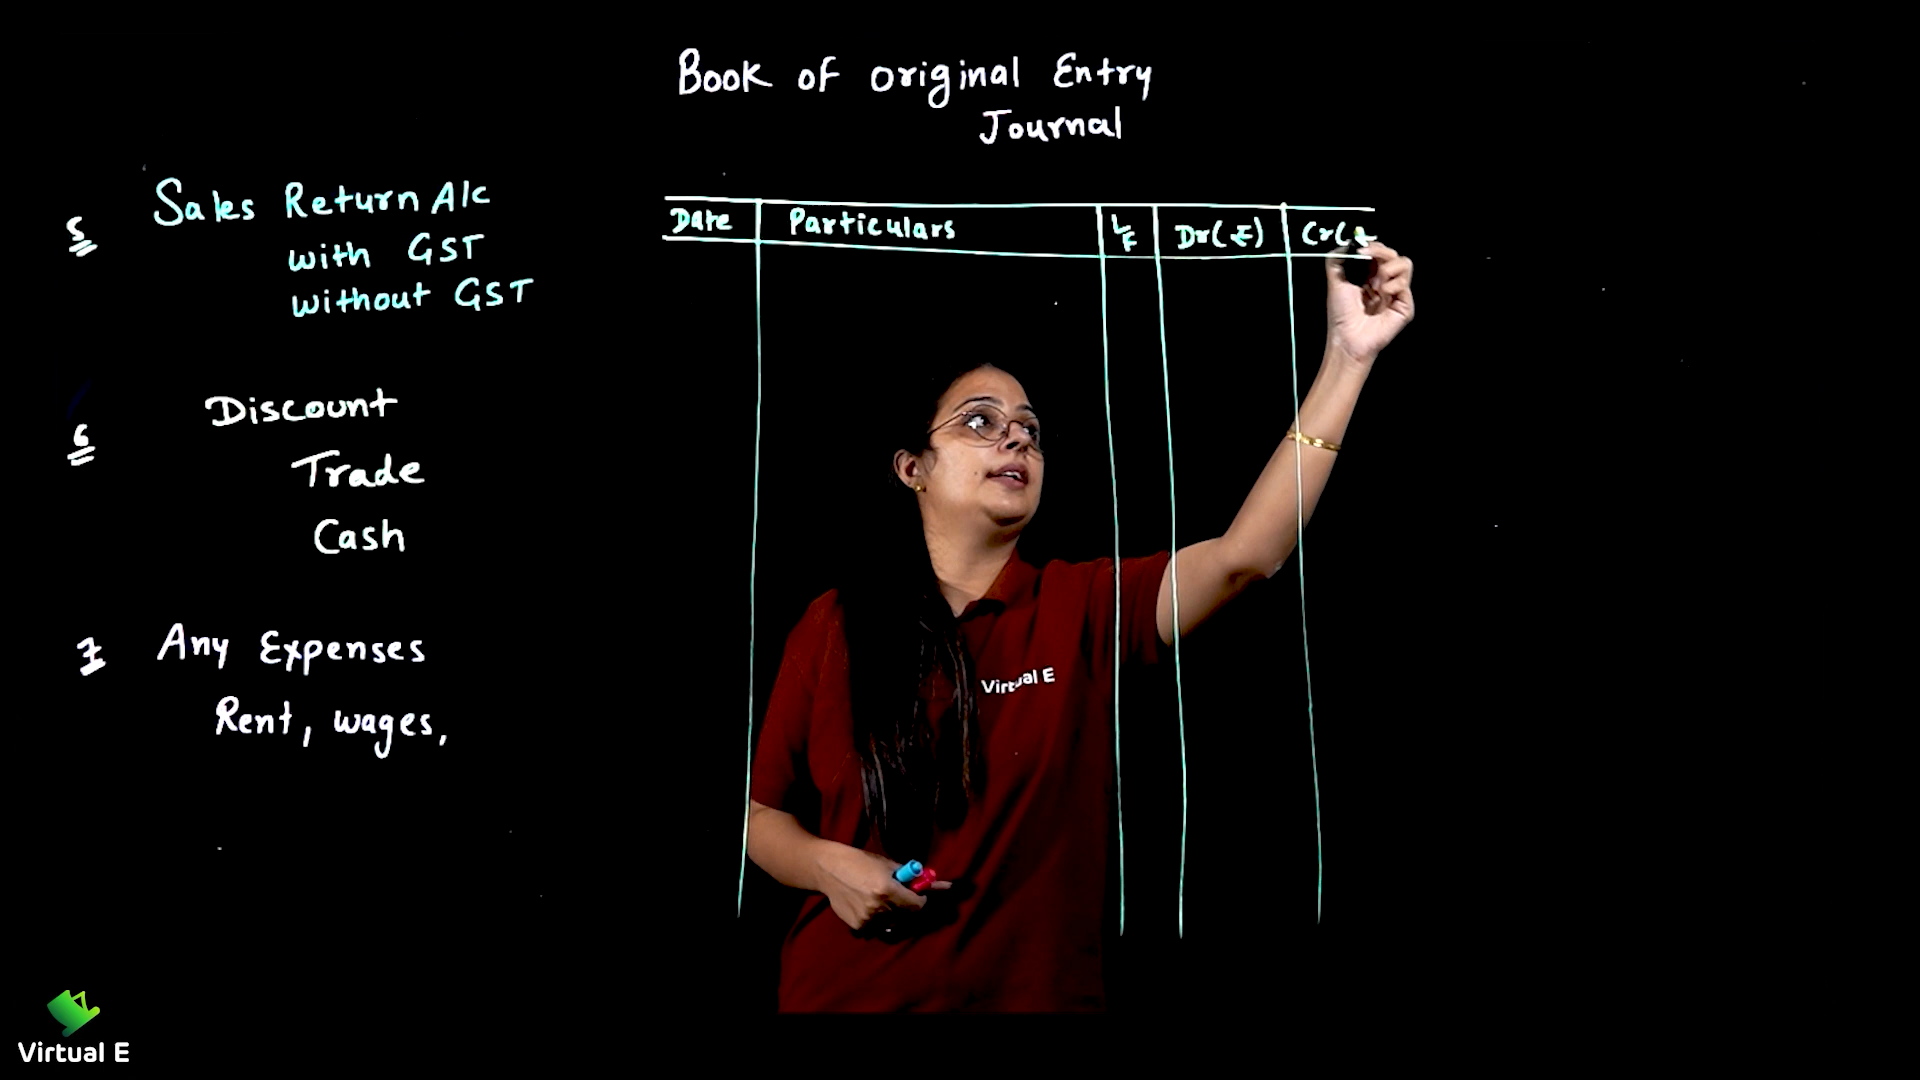 Book of original Entry
Journal
5 Sales Return A/c
with GST
without GST
6 Discount
Trade
Cash
7 Any Expenses
Rent, wages,
Date Particulars L/F Dr(₹) Cr(₹
Virtual E
Virtual E